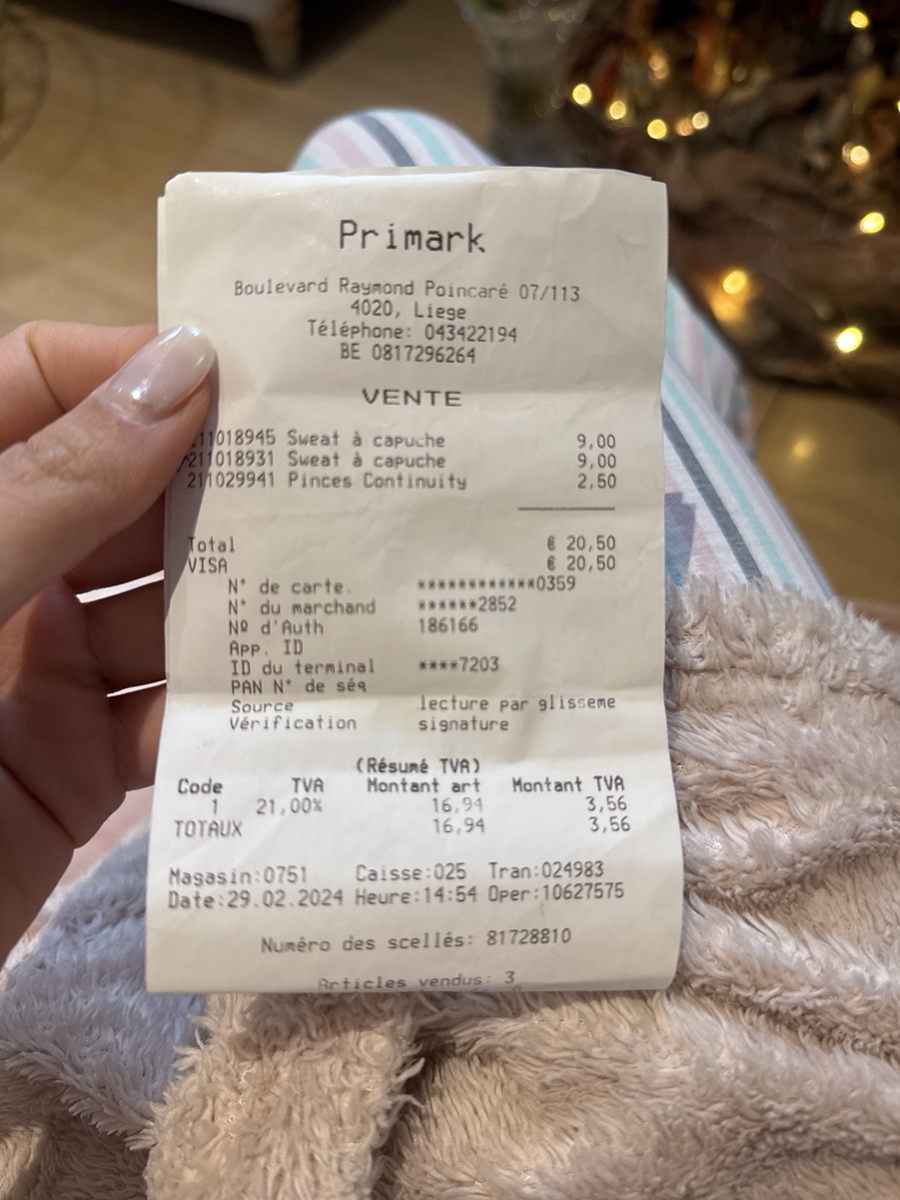 Primark
Boulevard Raymond Poincaré 07/113
4020, Liege
Téléphone: 043422194
BE 0817296264
VENTE
211018945 Sweat à capuche 9,00
211018931 Sweat à capuche 9,00
211029941 Pinces Continuity 2,50
Total € 20,50
VISA € 20,50
N° de carte. ************0359
N° du marchand ******2852
Nº d'Auth 186166
App. ID
ID du terminal ****7203
PAN N° de séq
Source lecture par glisseme
Vérification signature
(Résumé TVA)
Code TVA Montant art Montant TVA
1 21,00% 16,94 3,56
TOTAUX 16,94 3,56
Magasin:0751 Caisse:025 Tran:024983
Date:29.02.2024 Heure:14:54 Oper:10627575
Numéro des scellés: 81728810
Articles vendus: 3